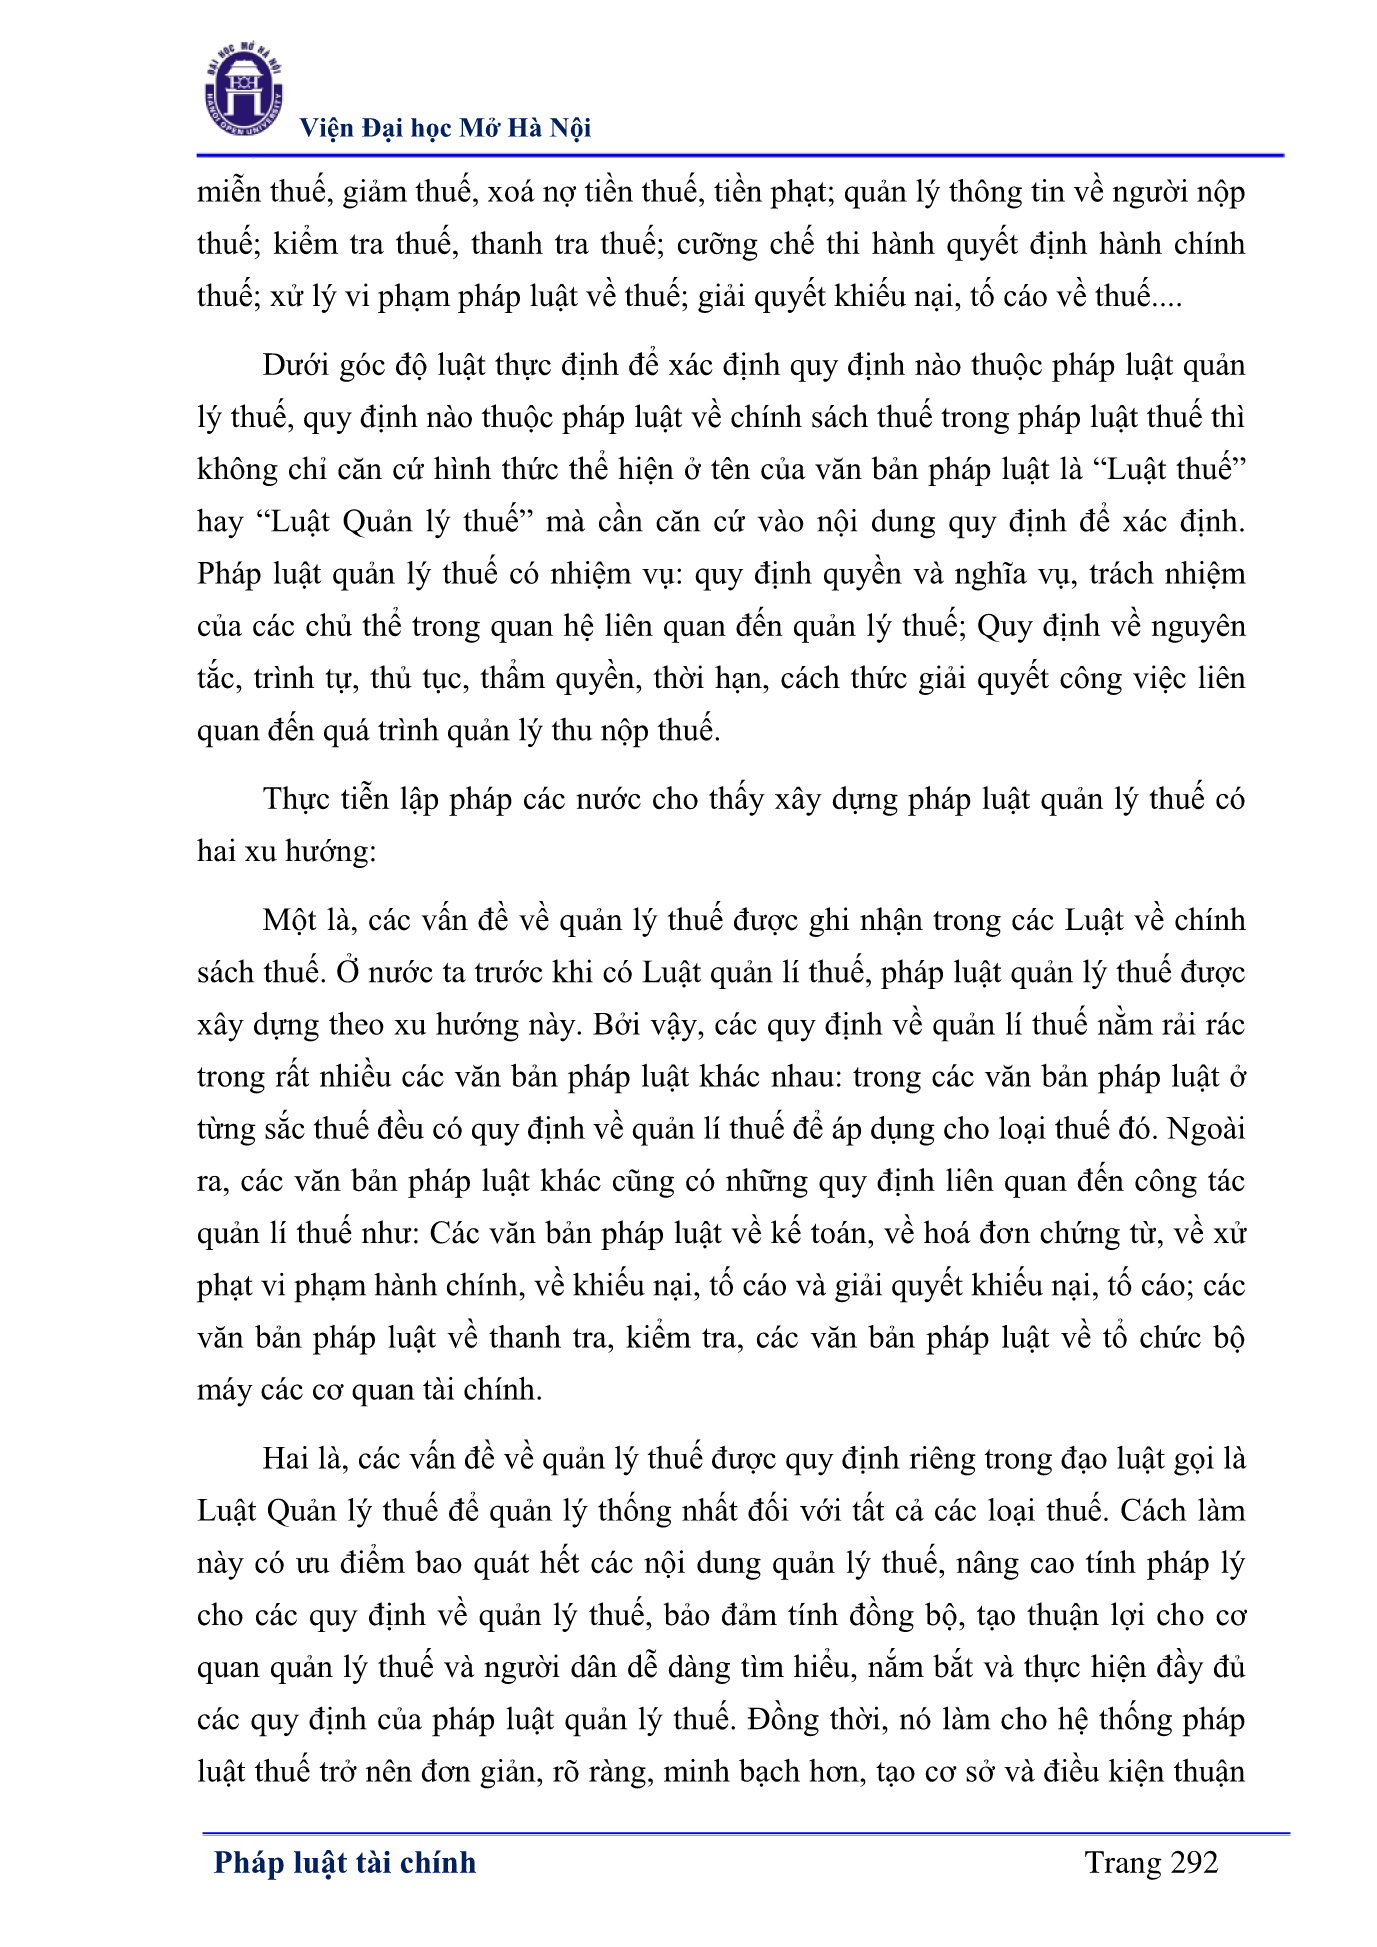 ĐẠI HỌC MỞ HÀ NỘI
HANOI OPEN UNIVERSITY
Viện Đại học Mở Hà Nội
miễn thuế, giảm thuế, xoá nợ tiền thuế, tiền phạt; quản lý thông tin về người nộp
thuế; kiểm tra thuế, thanh tra thuế; cưỡng chế thi hành quyết định hành chính
thuế; xử lý vi phạm pháp luật về thuế; giải quyết khiếu nại, tố cáo về thuế....
Dưới góc độ luật thực định để xác định quy định nào thuộc pháp luật quản
lý thuế, quy định nào thuộc pháp luật về chính sách thuế trong pháp luật thuế thì
không chỉ căn cứ hình thức thể hiện ở tên của văn bản pháp luật là “Luật thuế”
hay “Luật Quản lý thuế” mà cần căn cứ vào nội dung quy định để xác định.
Pháp luật quản lý thuế có nhiệm vụ: quy định quyền và nghĩa vụ, trách nhiệm
của các chủ thể trong quan hệ liên quan đến quản lý thuế; Quy định về nguyên
tắc, trình tự, thủ tục, thẩm quyền, thời hạn, cách thức giải quyết công việc liên
quan đến quá trình quản lý thu nộp thuế.
Thực tiễn lập pháp các nước cho thấy xây dựng pháp luật quản lý thuế có
hai xu hướng:
Một là, các vấn đề về quản lý thuế được ghi nhận trong các Luật về chính
sách thuế. Ở nước ta trước khi có Luật quản lí thuế, pháp luật quản lý thuế được
xây dựng theo xu hướng này. Bởi vậy, các quy định về quản lí thuế nằm rải rác
trong rất nhiều các văn bản pháp luật khác nhau: trong các văn bản pháp luật ở
từng sắc thuế đều có quy định về quản lí thuế để áp dụng cho loại thuế đó. Ngoài
ra, các văn bản pháp luật khác cũng có những quy định liên quan đến công tác
quản lí thuế như: Các văn bản pháp luật về kế toán, về hoá đơn chứng từ, về xử
phạt vi phạm hành chính, về khiếu nại, tố cáo và giải quyết khiếu nại, tố cáo; các
văn bản pháp luật về thanh tra, kiểm tra, các văn bản pháp luật về tổ chức bộ
máy các cơ quan tài chính.
Hai là, các vấn đề về quản lý thuế được quy định riêng trong đạo luật gọi là
Luật Quản lý thuế để quản lý thống nhất đối với tất cả các loại thuế. Cách làm
này có ưu điểm bao quát hết các nội dung quản lý thuế, nâng cao tính pháp lý
cho các quy định về quản lý thuế, bảo đảm tính đồng bộ, tạo thuận lợi cho cơ
quan quản lý thuế và người dân dễ dàng tìm hiểu, nắm bắt và thực hiện đầy đủ
các quy định của pháp luật quản lý thuế. Đồng thời, nó làm cho hệ thống pháp
luật thuế trở nên đơn giản, rõ ràng, minh bạch hơn, tạo cơ sở và điều kiện thuận
Pháp luật tài chính Trang 292